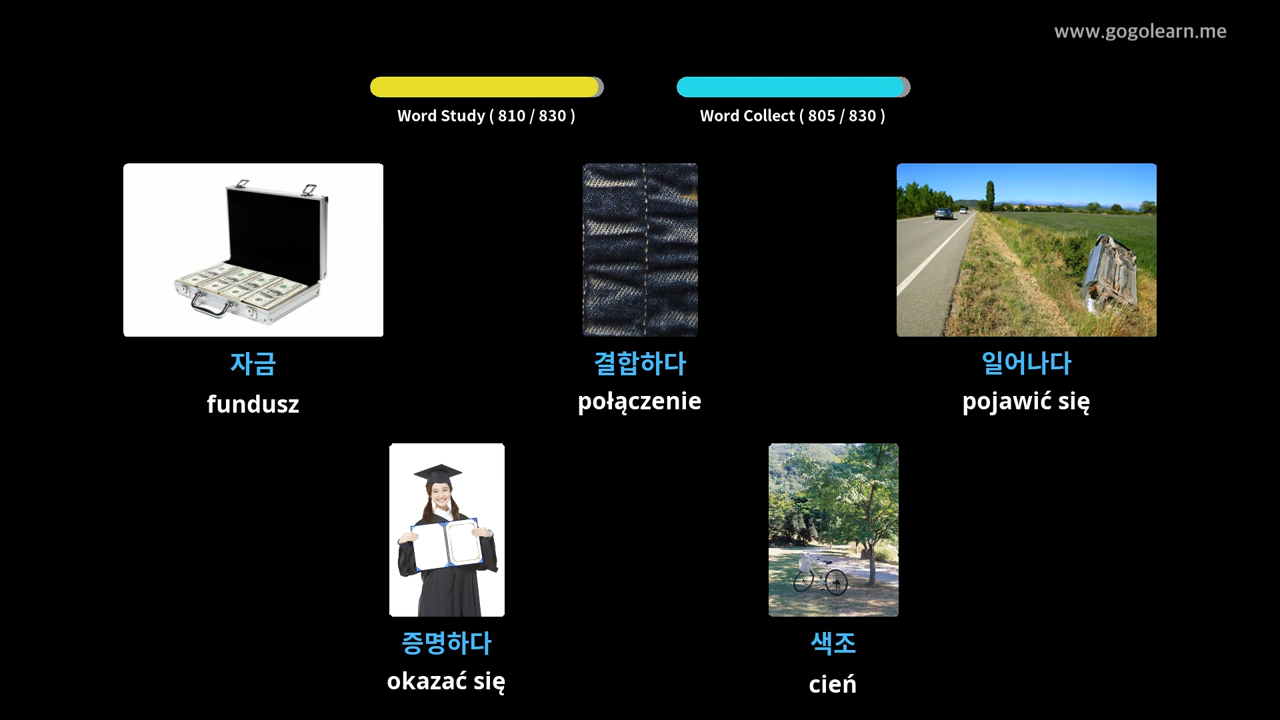 www.gogolearn.me
Word Study ( 810 / 830 )
Word Collect ( 805 / 830 )
자금
fundusz
결합하다
połączenie
일어나다
pojawić się
증명하다
okazać się
색조
cień